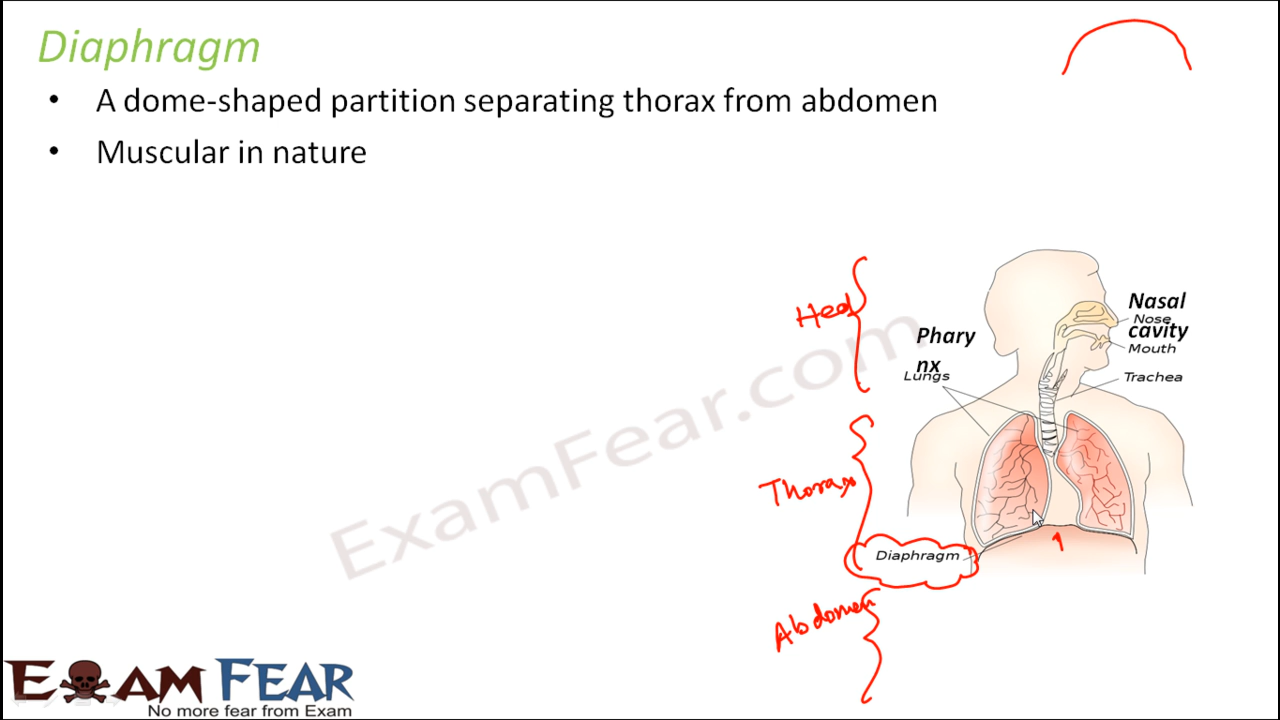 Diaphragm
• A dome-shaped partition separating thorax from abdomen
• Muscular in nature
Head
Nasal
Nose
cavity
Mouth
Phary
nx
Lungs
Trachea
ExamFear.com
Thorax
Diaphragm
Abdomen
EXAM FEAR
No more fear from Exam